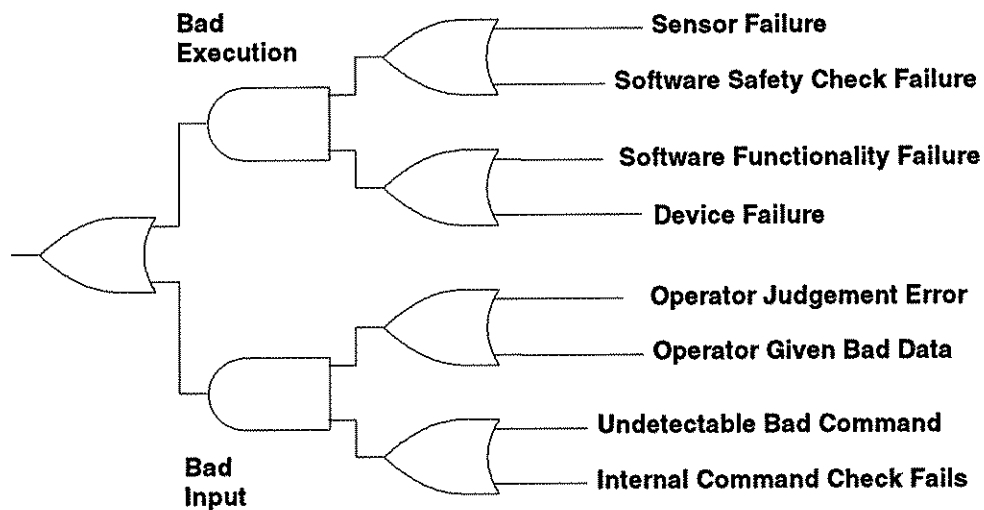 Bad
Execution
Sensor Failure
Software Safety Check Failure
Software Functionality Failure
Device Failure
Operator Judgement Error
Operator Given Bad Data
Undetectable Bad Command
Internal Command Check Fails
Bad
Input